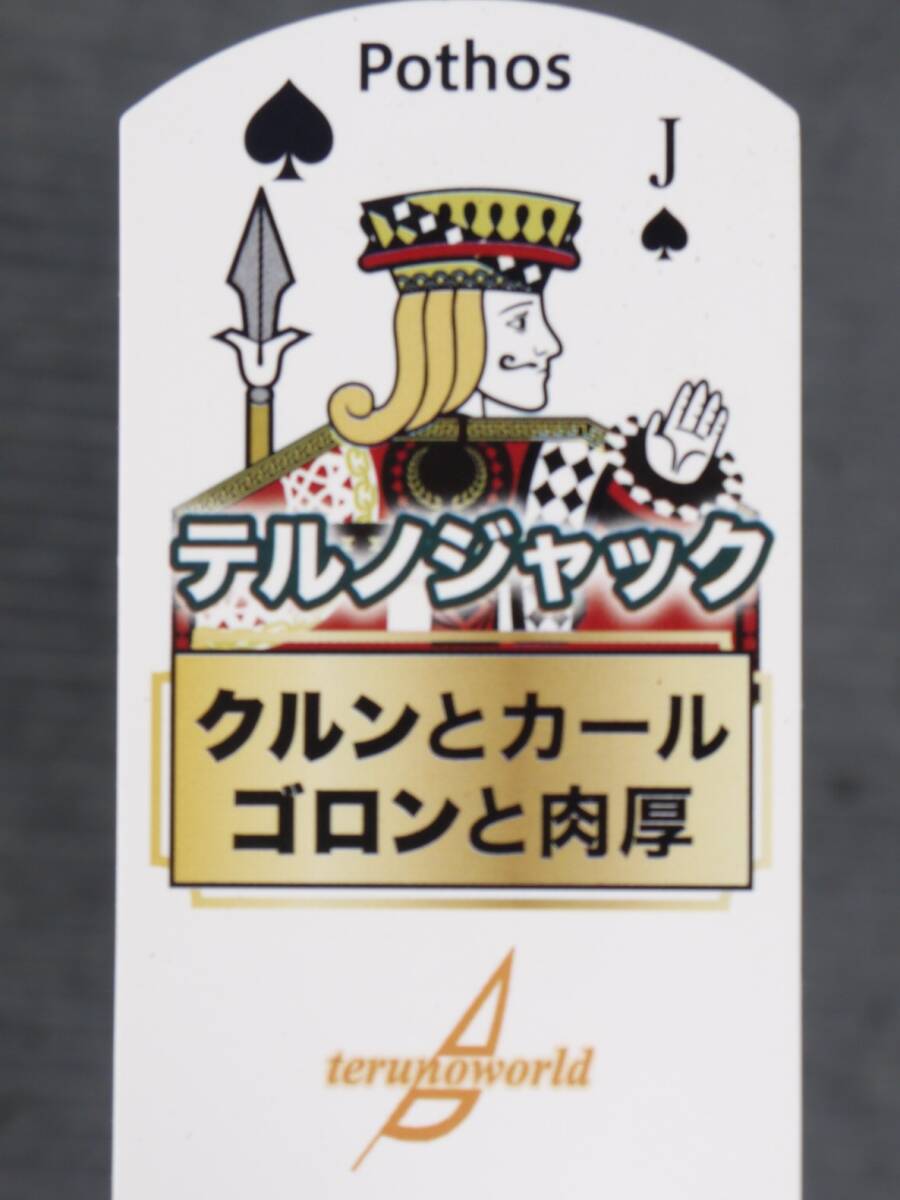 Pothos
J
テルノジャック
クルンとカール
ゴロンと肉厚
terunoworld